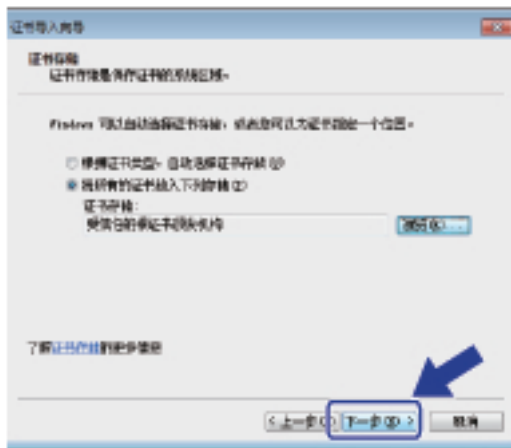 证书导入向导
证书存储
证书存储是保存证书的系统区域。
Windows 可以自动选择证书存储，或者您可以为证书指定一个位置。
根据证书类型，自动选择证书存储(U)
将所有的证书放入下列存储(P)
证书存储:
受信任的根证书颁发机构
浏览(R)...
了解证书存储的更多信息
< 上一步(B)
下一步(N) >
取消